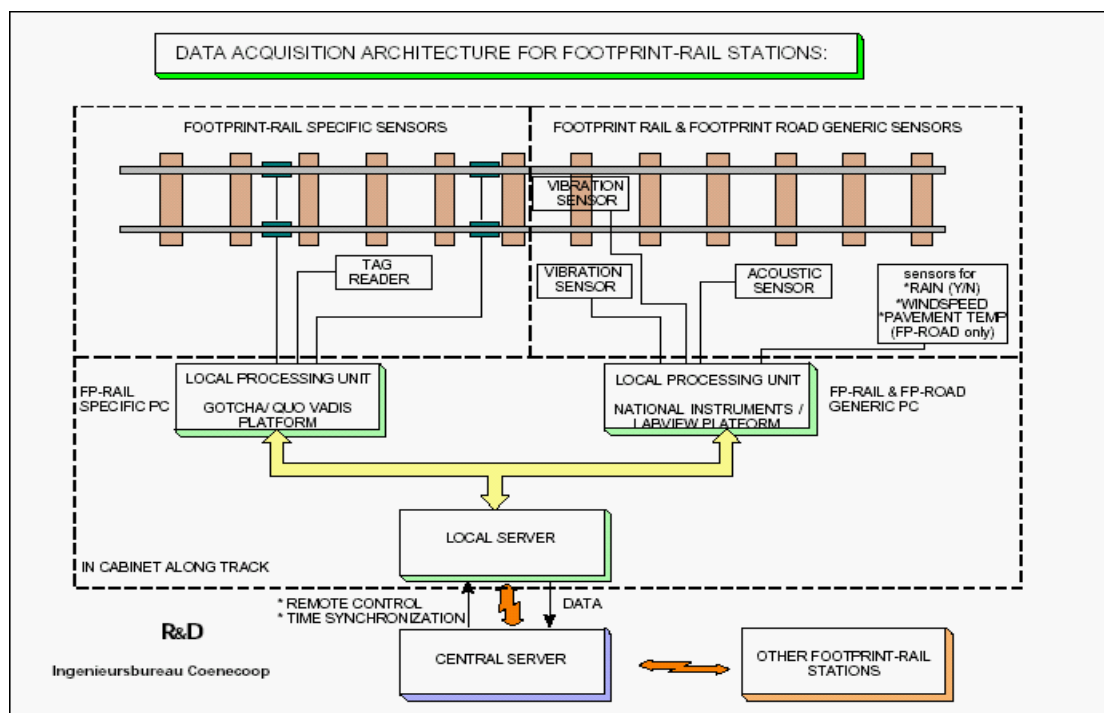 DATA ACQUISITION ARCHITECTURE FOR FOOTPRINT-RAIL STATIONS:
FOOTPRINT-RAIL SPECIFIC SENSORS
FOOTPRINT RAIL & FOOTPRINT ROAD GENERIC SENSORS
VIBRATION
SENSOR
TAG
READER
VIBRATION
SENSOR
ACOUSTIC
SENSOR
sensors for
*RAIN (Y/N)
*WINDSPEED
*PAVEMENT TEMP
(FP-ROAD only)
FP-RAIL
SPECIFIC PC
LOCAL PROCESSING UNIT
GOTCHA/ QUO VADIS
PLATFORM
LOCAL PROCESSING UNIT
NATIONAL INSTRUMENTS /
LABVIEW PLATFORM
FP-RAIL & FP-ROAD
GENERIC PC
LOCAL SERVER
IN CABINET ALONG TRACK
* REMOTE CONTROL
* TIME SYNCHRONIZATION
DATA
R&D
Ingenieursbureau Coenecoop
CENTRAL SERVER
OTHER FOOTPRINT-RAIL
STATIONS